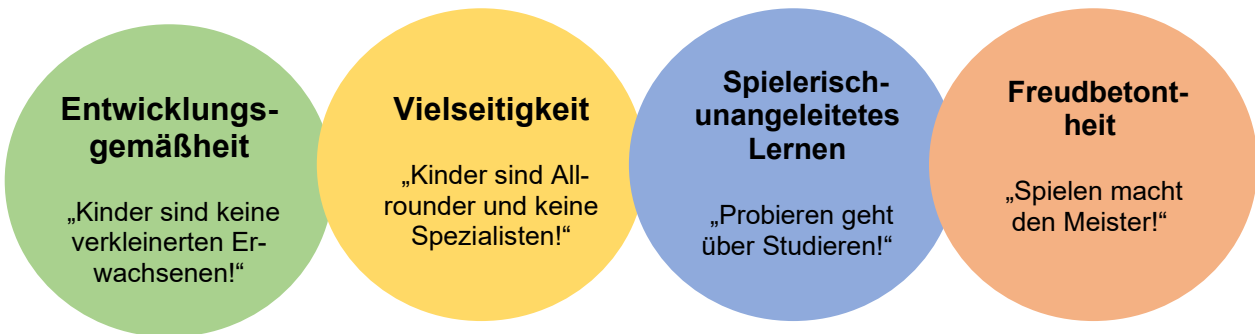 Entwicklungs-
gemäßheit
„Kinder sind keine
verkleinerten Er-
wachsenen!“
Vielseitigkeit
„Kinder sind All-
rounder und keine
Spezialisten!“
Spielerisch-
unangeleitetes
Lernen
„Probieren geht
über Studieren!“
Freudbetont-
heit
„Spielen macht
den Meister!“